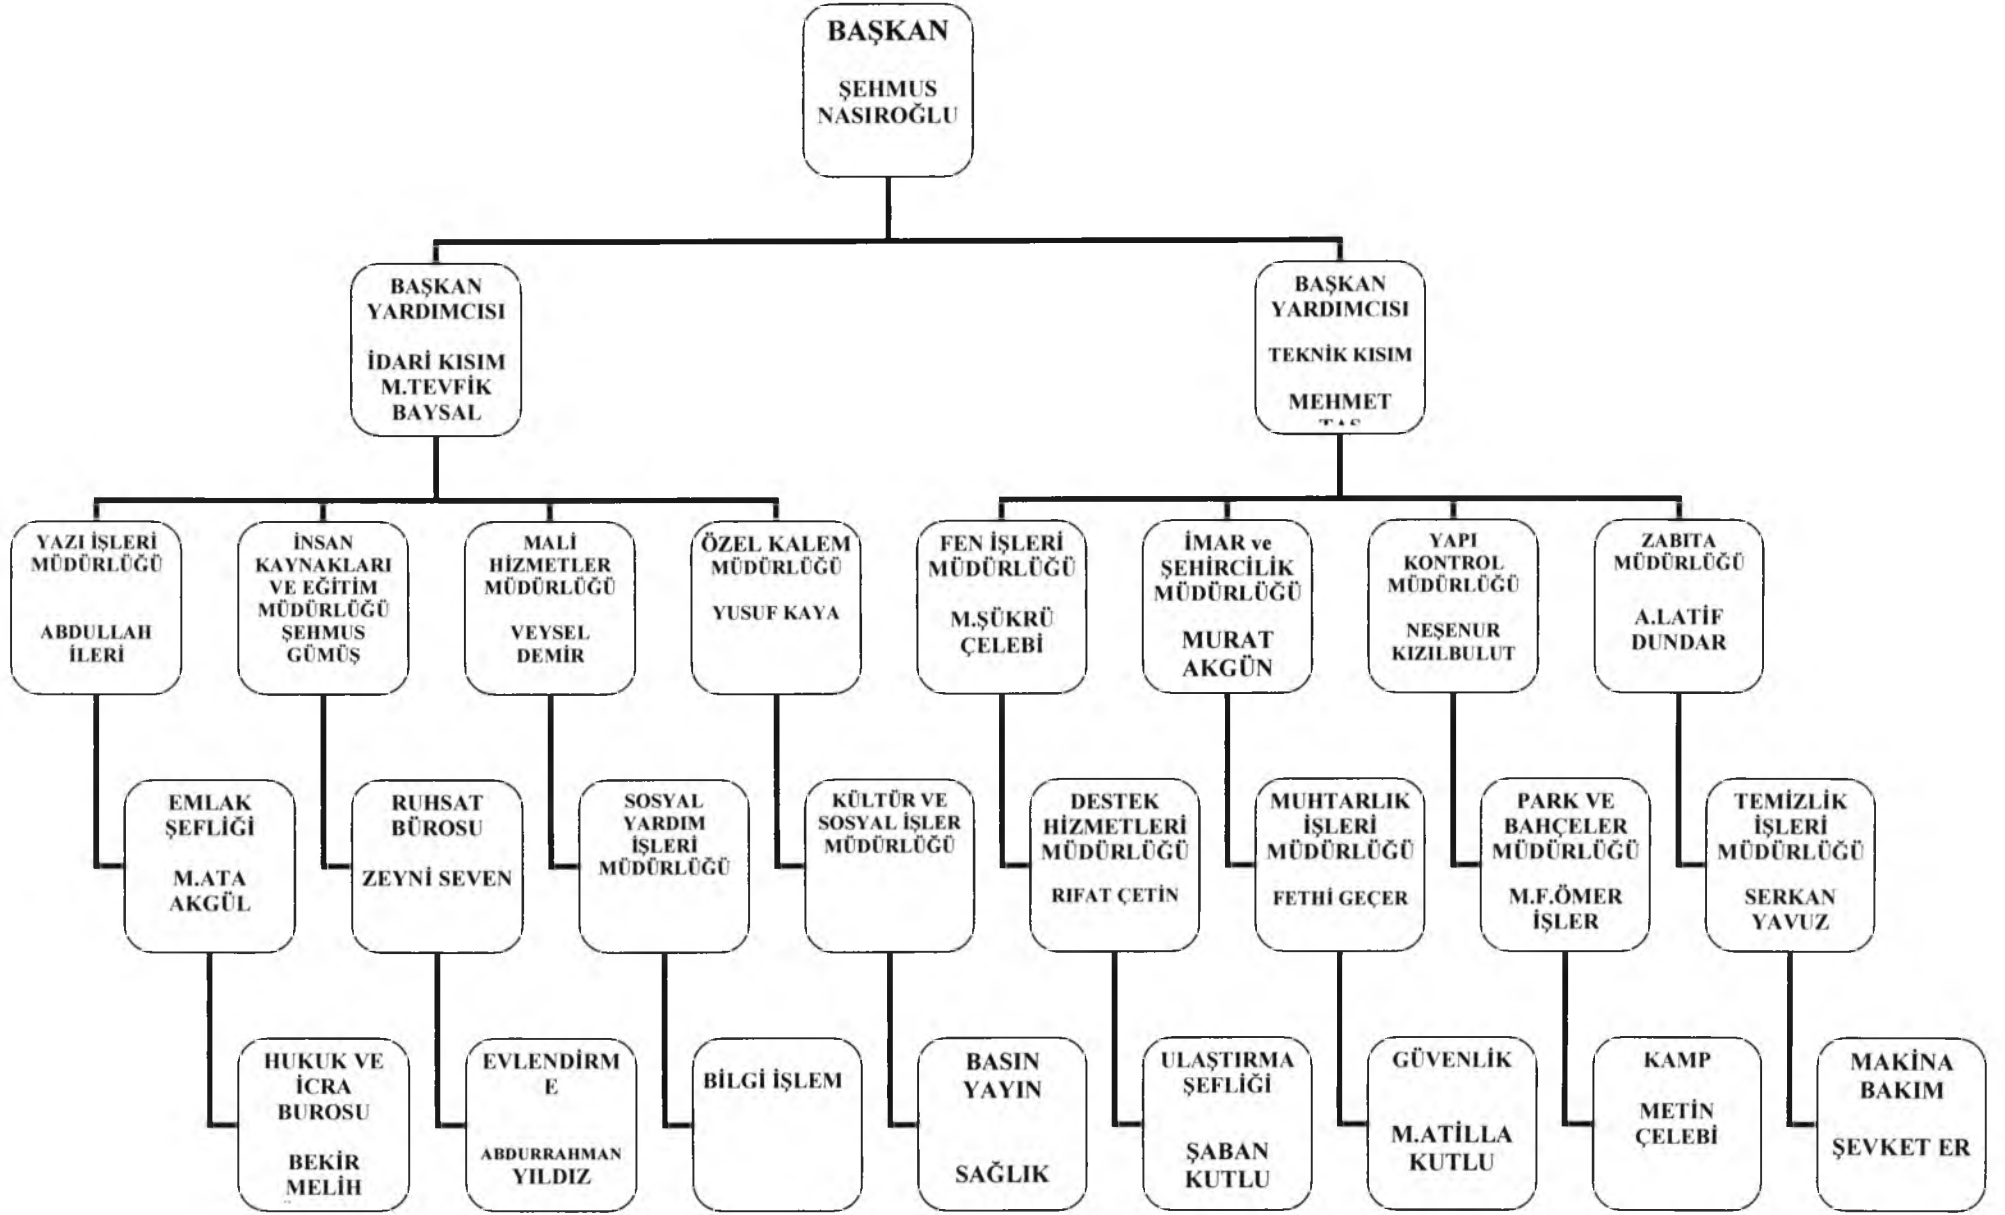 BAŞKAN
ŞEHMUS
NASIROĞLU
BAŞKAN
YARDIMCISI
İDARİ KISIM
M.TEVFİK
BAYSAL
BAŞKAN
YARDIMCISI
TEKNİK KISIM
MEHMET
YAZI İŞLERİ
MÜDÜRLÜĞÜ
ABDULLAH
İLERİ
İNSAN
KAYNAKLARI
VE EĞİTİM
MÜDÜRLÜĞÜ
ŞEHMUS
GÜMÜŞ
MALİ
HİZMETLER
MÜDÜRLÜĞÜ
VEYSEL
DEMİR
ÖZEL KALEM
MÜDÜRLÜĞÜ
YUSUF KAYA
FEN İŞLERİ
MÜDÜRLÜĞÜ
M.ŞÜKRÜ
ÇELEBİ
İMAR ve
ŞEHİRCİLİK
MÜDÜRLÜĞÜ
MURAT
AKGÜN
YAPI
KONTROL
MÜDÜRLÜĞÜ
NEŞENUR
KIZILBULUT
ZABITA
MÜDÜRLÜĞÜ
A.LATİF
DUNDAR
EMLAK
ŞEFLİĞİ
M.ATA
AKGÜL
RUHSAT
BÜROSU
ZEYNİ SEVEN
SOSYAL
YARDIM
İŞLERİ
MÜDÜRLÜĞÜ
KÜLTÜR VE
SOSYAL İŞLER
MÜDÜRLÜĞÜ
DESTEK
HİZMETLERİ
MÜDÜRLÜĞÜ
RIFAT ÇETİN
MUHTARLIK
İŞLERİ
MÜDÜRLÜĞÜ
FETHİ GEÇER
PARK VE
BAHÇELER
MÜDÜRLÜĞÜ
M.F.ÖMER
İŞLER
TEMİZLİK
İŞLERİ
MÜDÜRLÜĞÜ
SERKAN
YAVUZ
HUKUK VE
İCRA
BUROSU
BEKİR
MELİH
EVLENDİRM
E
ABDURRAHMAN
YILDIZ
BİLGİ İŞLEM
BASIN
YAYIN
SAĞLIK
ULAŞTIRMA
ŞEFLİĞİ
ŞABAN
KUTLU
GÜVENLİK
M.ATİLLA
KUTLU
KAMP
METİN
ÇELEBİ
MAKİNA
BAKIM
ŞEVKET ER